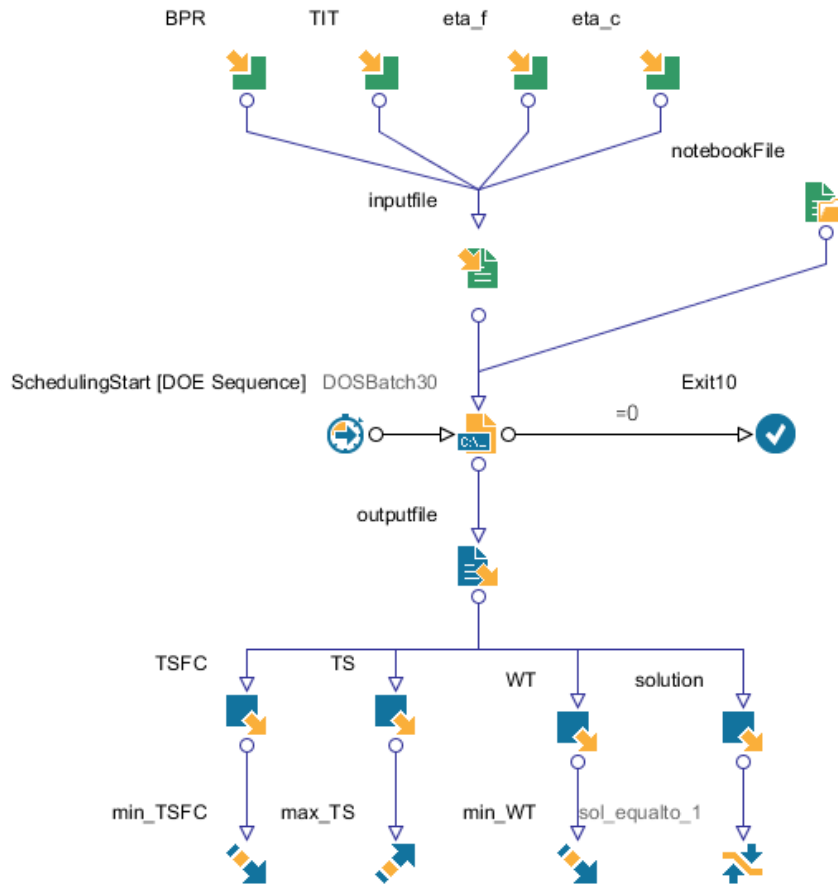 BPR
TIT
eta_f
eta_c
notebookFile
inputfile
SchedulingStart [DOE Sequence]
DOSBatch30
Exit10
=0
C:\_
outputfile
TSFC
TS
WT
solution
min_TSFC
max_TS
min_WT
sol_equalto_1